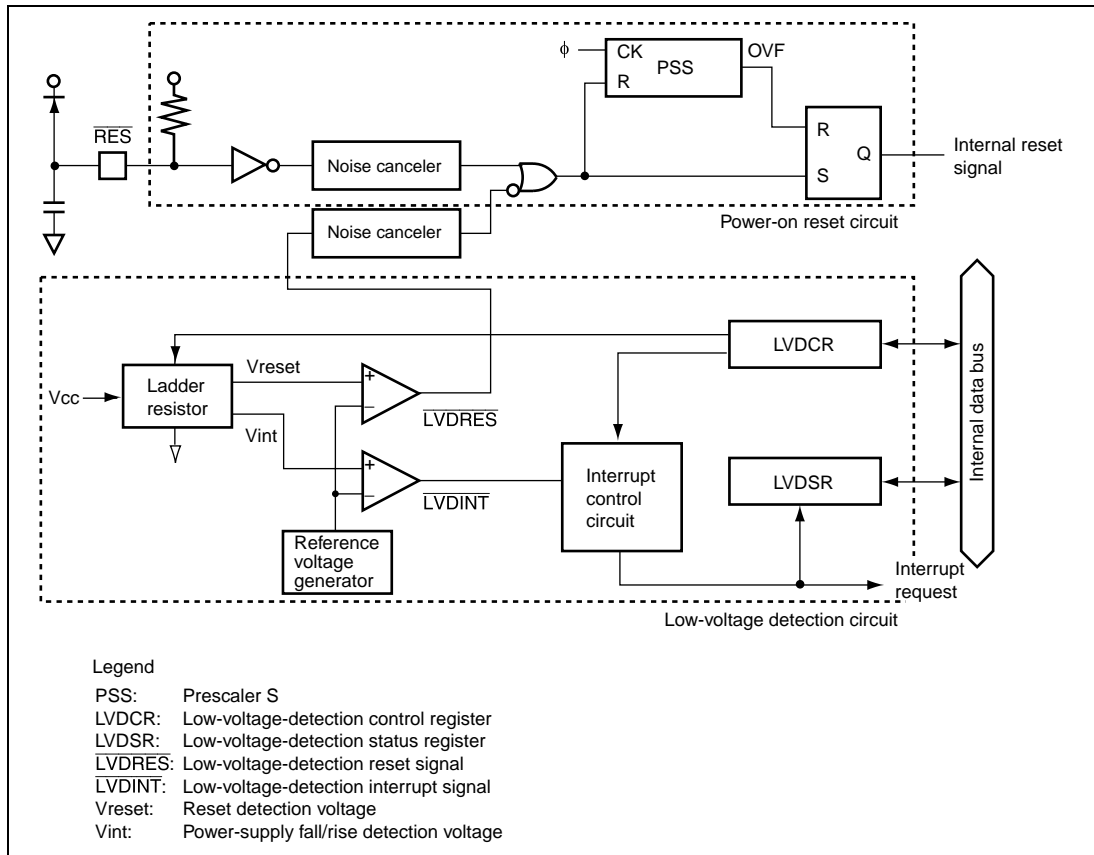 φ
CK
PSS
OVF
R
RES
Noise canceler
R
Q
S
Internal reset
signal
Noise canceler
Power-on reset circuit
LVDCR
Vreset
Vcc
Ladder
resistor
+
−
LVDRES
Vint
+
−
LVDINT
Interrupt
control
circuit
LVDSR
Internal data bus
Reference
voltage
generator
Interrupt
request
Low-voltage detection circuit
Legend
PSS: Prescaler S
LVDCR: Low-voltage-detection control register
LVDSR: Low-voltage-detection status register
LVDRES: Low-voltage-detection reset signal
LVDINT: Low-voltage-detection interrupt signal
Vreset: Reset detection voltage
Vint: Power-supply fall/rise detection voltage